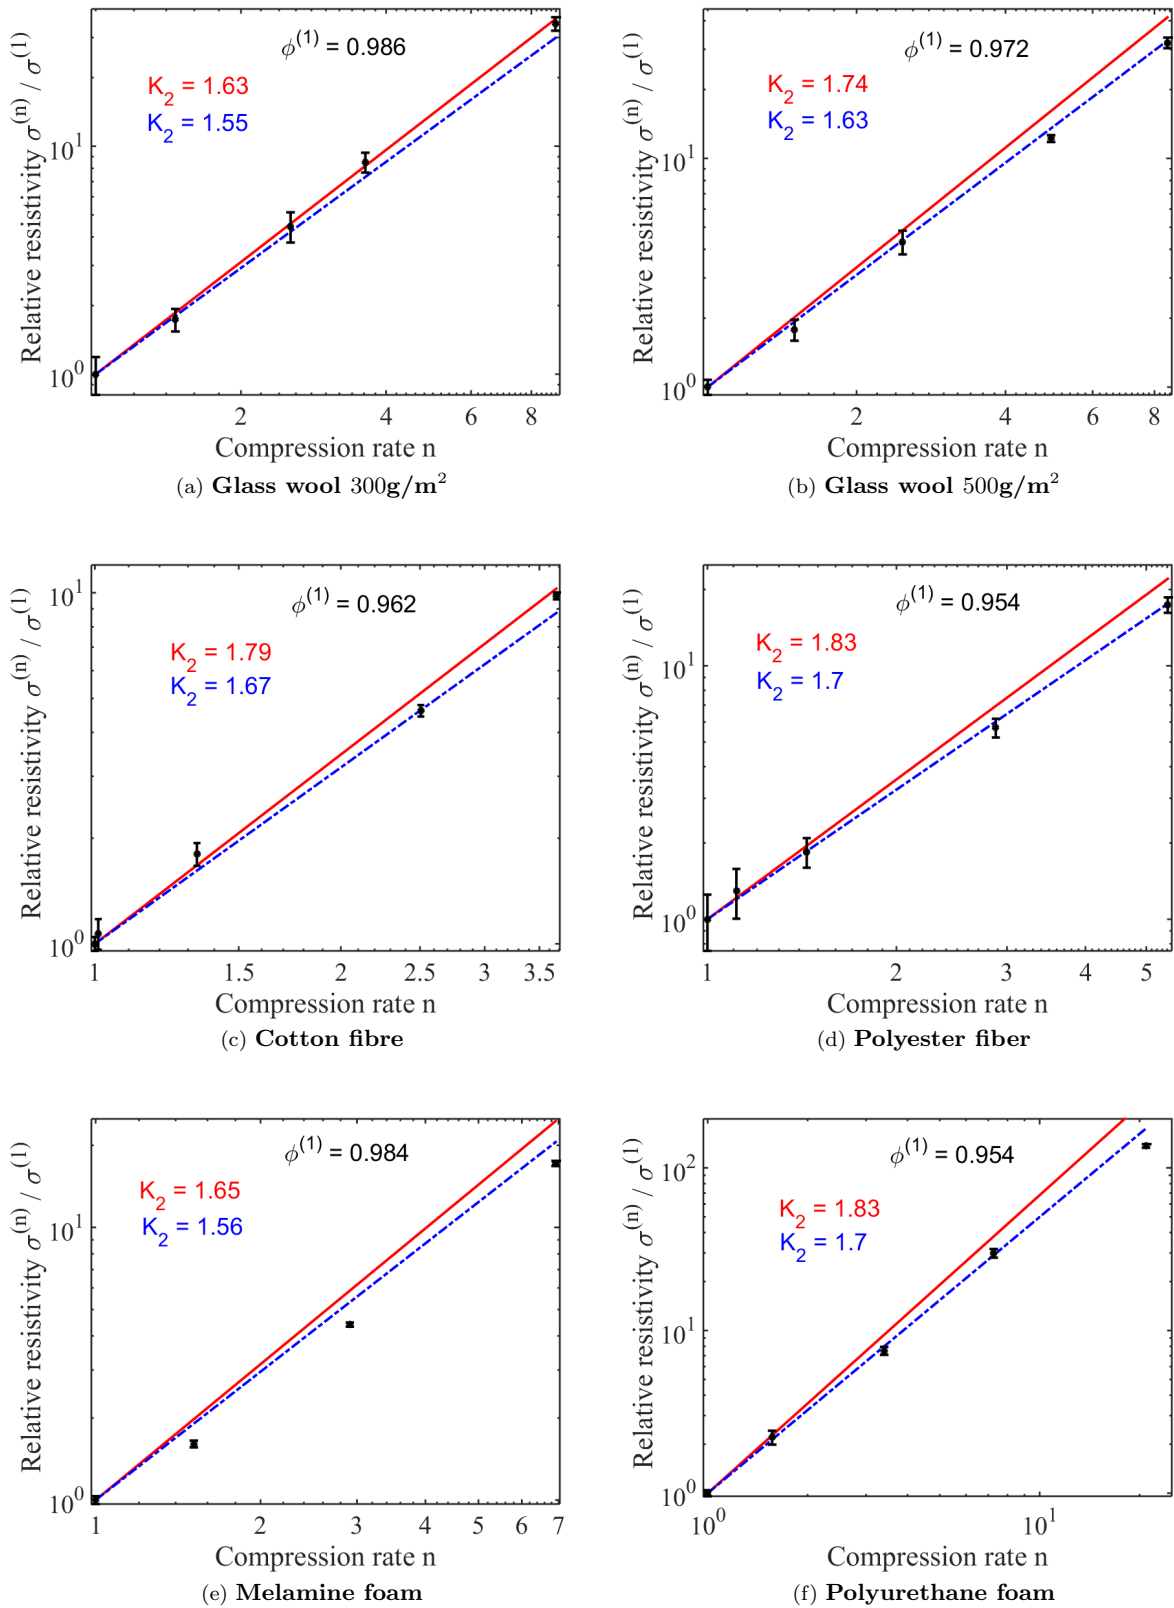 Relative resistivity σ(n) / σ(1)
ϕ(1) = 0.986
K2 = 1.63
K2 = 1.55
10^1
10^0
2 4 6 8
Compression rate n
(a) Glass wool 300g/m²
Relative resistivity σ(n) / σ(1)
ϕ(1) = 0.972
K2 = 1.74
K2 = 1.63
10^1
10^0
2 4 6 8
Compression rate n
(b) Glass wool 500g/m²
Relative resistivity σ(n) / σ(1)
10^1
ϕ(1) = 0.962
K2 = 1.79
K2 = 1.67
10^0
1 1.5 2 2.5 3 3.5
Compression rate n
(c) Cotton fibre
Relative resistivity σ(n) / σ(1)
ϕ(1) = 0.954
K2 = 1.83
10^1
K2 = 1.7
10^0
1 2 3 4 5
Compression rate n
(d) Polyester fiber
Relative resistivity σ(n) / σ(1)
ϕ(1) = 0.984
K2 = 1.65
K2 = 1.56
10^1
10^0
1 2 3 4 5 6 7
Compression rate n
(e) Melamine foam
Relative resistivity σ(n) / σ(1)
ϕ(1) = 0.954
10^2
K2 = 1.83
K2 = 1.7
10^1
10^0
10^0 10^1
Compression rate n
(f) Polyurethane foam